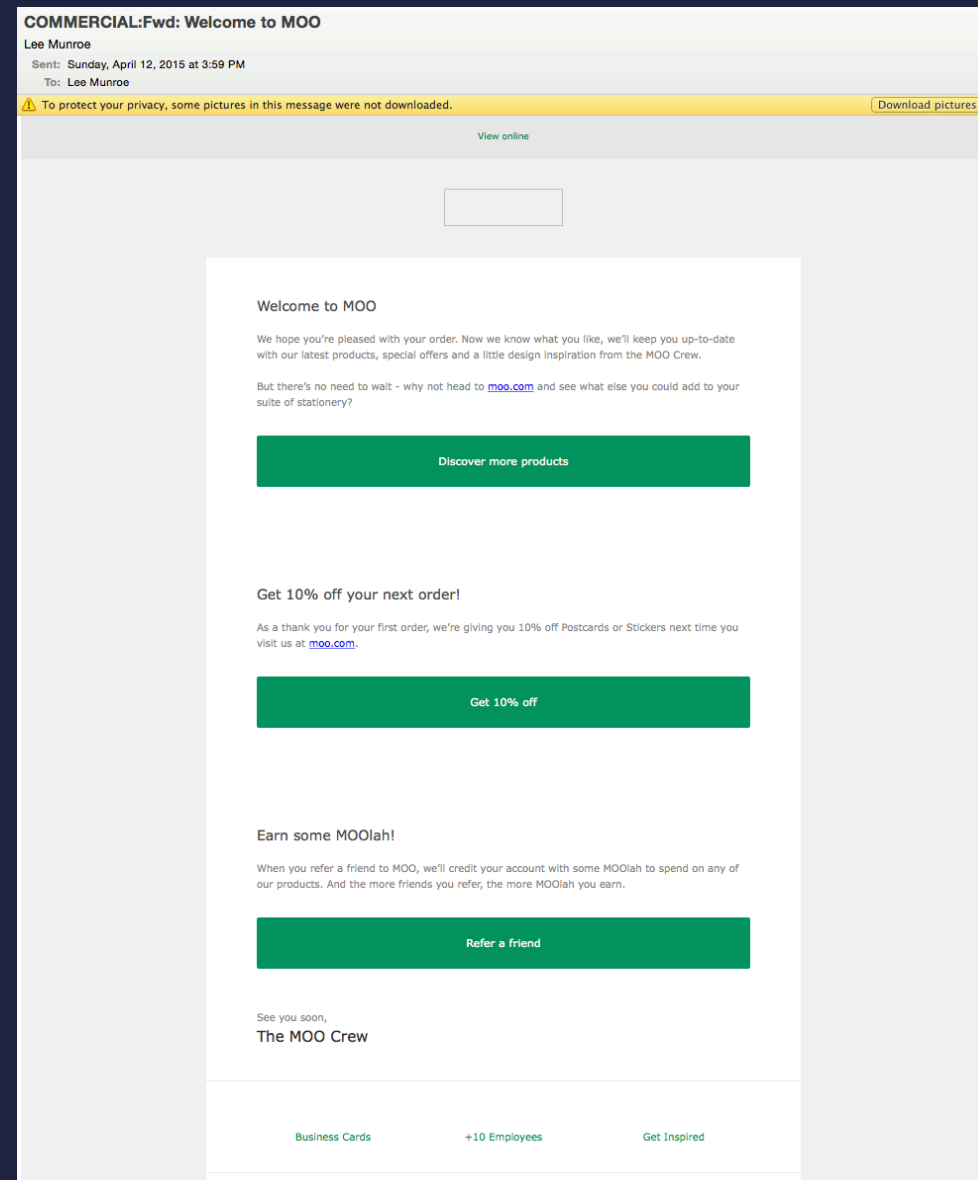 COMMERCIAL:Fwd: Welcome to MOO
Lee Munroe
Sent: Sunday, April 12, 2015 at 3:59 PM
To: Lee Munroe
To protect your privacy, some pictures in this message were not downloaded. Download pictures
View online
Welcome to MOO
We hope you’re pleased with your order. Now we know what you like, we’ll keep you up-to-date
with our latest products, special offers and a little design inspiration from the MOO Crew.
But there’s no need to wait - why not head to moo.com and see what else you could add to your
suite of stationery?
Discover more products
Get 10% off your next order!
As a thank you for your first order, we’re giving you 10% off Postcards or Stickers next time you
visit us at moo.com.
Get 10% off
Earn some MOOlah!
When you refer a friend to MOO, we’ll credit your account with some MOOlah to spend on any of
our products. And the more friends you refer, the more MOOlah you earn.
Refer a friend
See you soon,
The MOO Crew
Business Cards +10 Employees Get Inspired